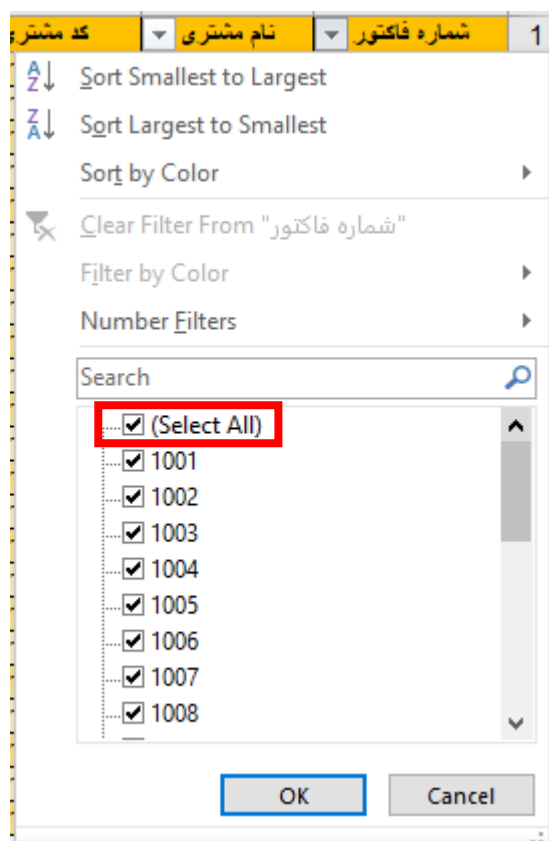 1 شماره فاکتور نام مشتری کد مشتر
Sort Smallest to Largest
Sort Largest to Smallest
Sort by Color
Clear Filter From "شماره فاکتور"
Filter by Color
Number Filters
Search
(Select All)
1001
1002
1003
1004
1005
1006
1007
1008
OK Cancel